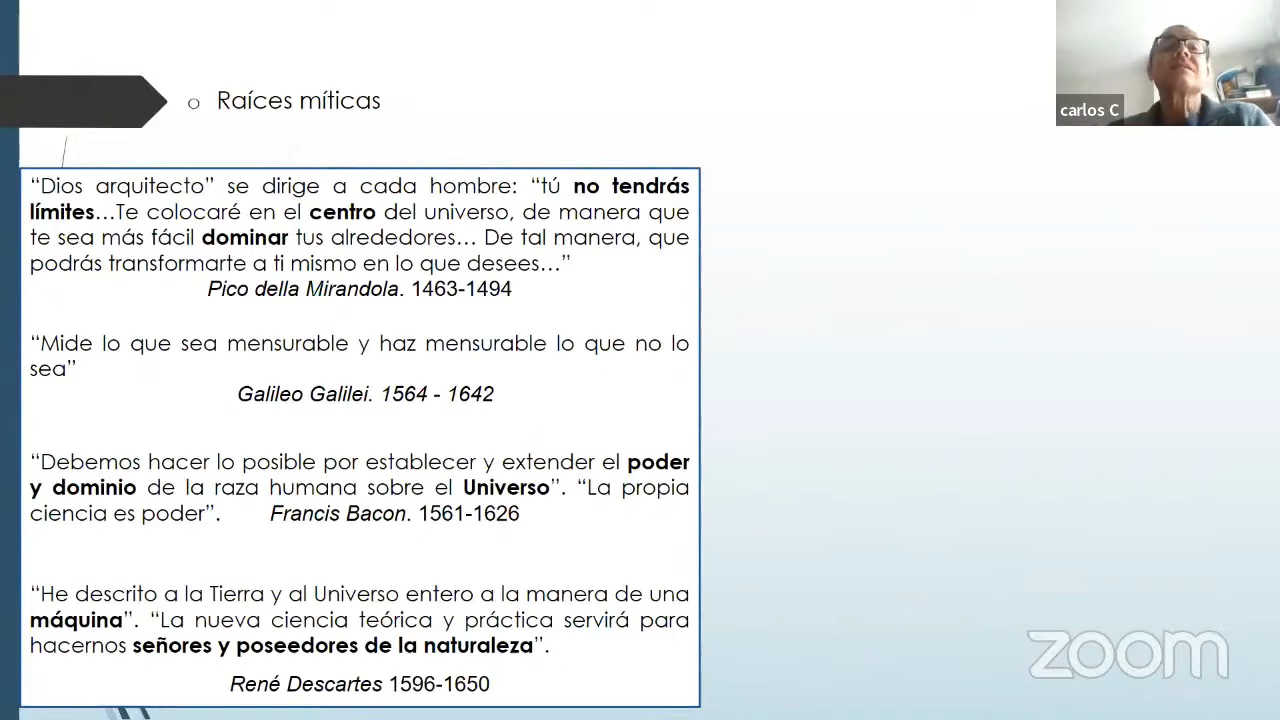 Raíces míticas
carlos C
“Dios arquitecto” se dirige a cada hombre: “tú no tendrás
límites…Te colocaré en el centro del universo, de manera que
te sea más fácil dominar tus alrededores… De tal manera, que
podrás transformarte a ti mismo en lo que desees…”
Pico della Mirandola. 1463-1494
“Mide lo que sea mensurable y haz mensurable lo que no lo
sea”
Galileo Galilei. 1564 - 1642
“Debemos hacer lo posible por establecer y extender el poder
y dominio de la raza humana sobre el Universo”. “La propia
ciencia es poder”. Francis Bacon. 1561-1626
“He descrito a la Tierra y al Universo entero a la manera de una
máquina”. “La nueva ciencia teórica y práctica servirá para
hacernos señores y poseedores de la naturaleza”.
René Descartes 1596-1650
zoom